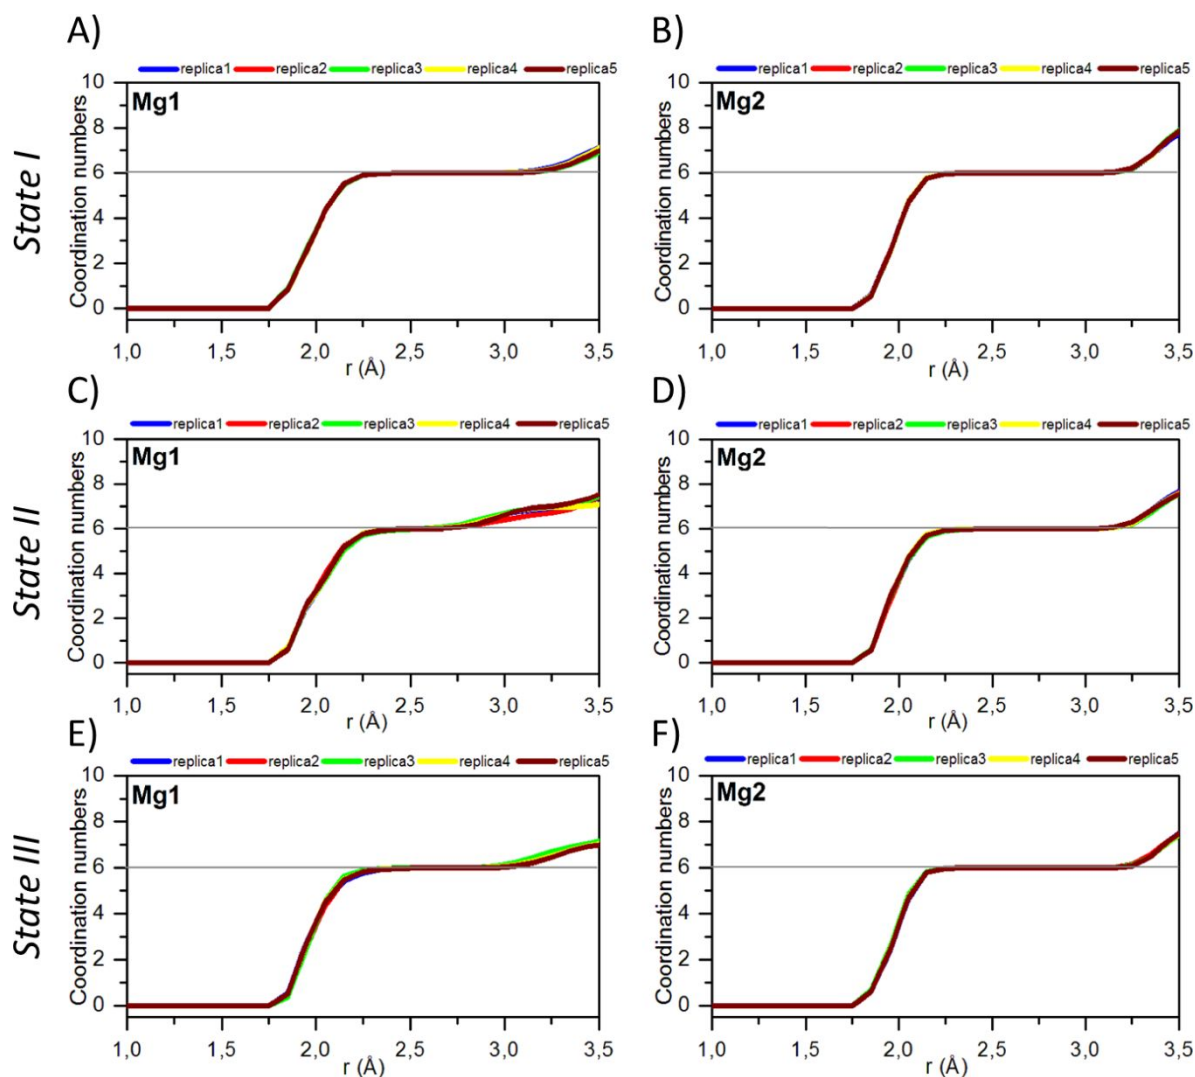 A)
B)
replica1 replica2 replica3 replica4 replica5
replica1 replica2 replica3 replica4 replica5
State I
Coordination numbers
10
8
6
4
2
0
Mg1
1,0 1,5 2,0 2,5 3,0 3,5
r (Å)
Coordination numbers
10
8
6
4
2
0
Mg2
1,0 1,5 2,0 2,5 3,0 3,5
r (Å)
C)
D)
replica1 replica2 replica3 replica4 replica5
replica1 replica2 replica3 replica4 replica5
State II
Coordination numbers
10
8
6
4
2
0
Mg1
1,0 1,5 2,0 2,5 3,0 3,5
r (Å)
Coordination numbers
10
8
6
4
2
0
Mg2
1,0 1,5 2,0 2,5 3,0 3,5
r (Å)
E)
F)
replica1 replica2 replica3 replica4 replica5
replica1 replica2 replica3 replica4 replica5
State III
Coordination numbers
10
8
6
4
2
0
Mg1
1,0 1,5 2,0 2,5 3,0 3,5
r (Å)
Coordination numbers
10
8
6
4
2
0
Mg2
1,0 1,5 2,0 2,5 3,0 3,5
r (Å)